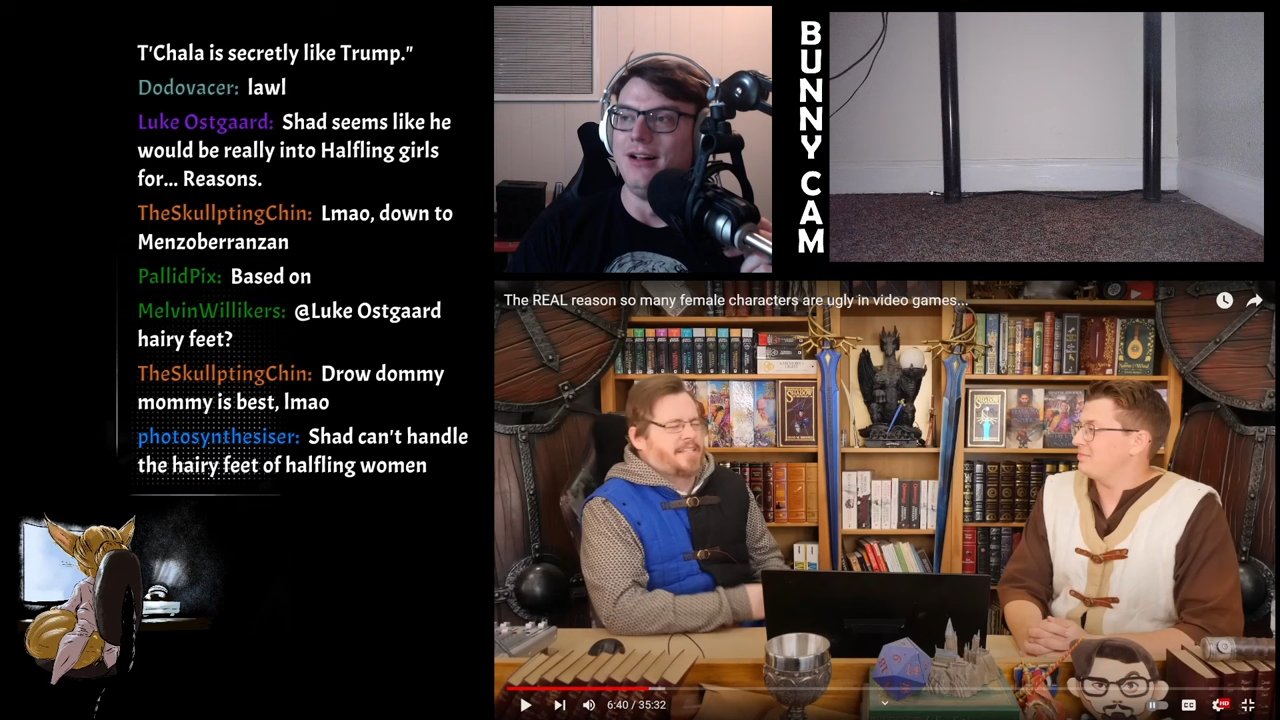 T'Chala is secretly like Trump."
Dodovacer: lawl
Luke Ostgaard: Shad seems like he
would be really into Halfling girls
for... Reasons.
TheSkullptingChin: Lmao, down to
Menzoberranzan
PallidPix: Based on
MelvinWillikers: @Luke Ostgaard
hairy feet?
TheSkullptingChin: Drow dommy
mommy is best, lmao
photosynthesiser: Shad can't handle
the hairy feet of halfling women
BUNNY CAM
The REAL reason so many female characters are ugly in video games...
6:40 / 35:32
CC
HD